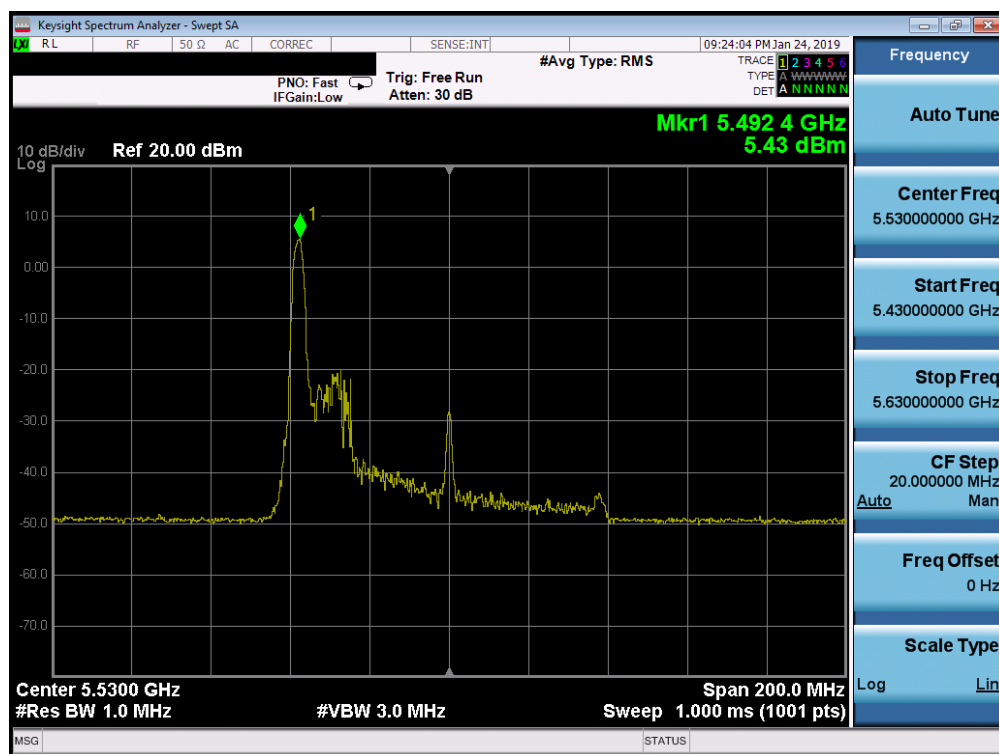 Keysight Spectrum Analyzer - Swept SA
LXI RL RF 50 Ω AC CORREC SENSE:INT 09:24:04 PM Jan 24, 2019
#Avg Type: RMS TRACE 1 2 3 4 5 6
PNO: Fast Trig: Free Run TYPE A WWWWW
IFGain:Low Atten: 30 dB DET A N N N N N
Mkr1 5.492 4 GHz
10 dB/div Ref 20.00 dBm 5.43 dBm
Log
1
10.0
0.00
-10.0
-20.0
-30.0
-40.0
-50.0
-60.0
-70.0
Center 5.5300 GHz Span 200.0 MHz
#Res BW 1.0 MHz #VBW 3.0 MHz Sweep 1.000 ms (1001 pts)
MSG STATUS
Frequency
Auto Tune
Center Freq
5.530000000 GHz
Start Freq
5.430000000 GHz
Stop Freq
5.630000000 GHz
CF Step
20.000000 MHz
Auto Man
Freq Offset
0 Hz
Scale Type
Log Lin